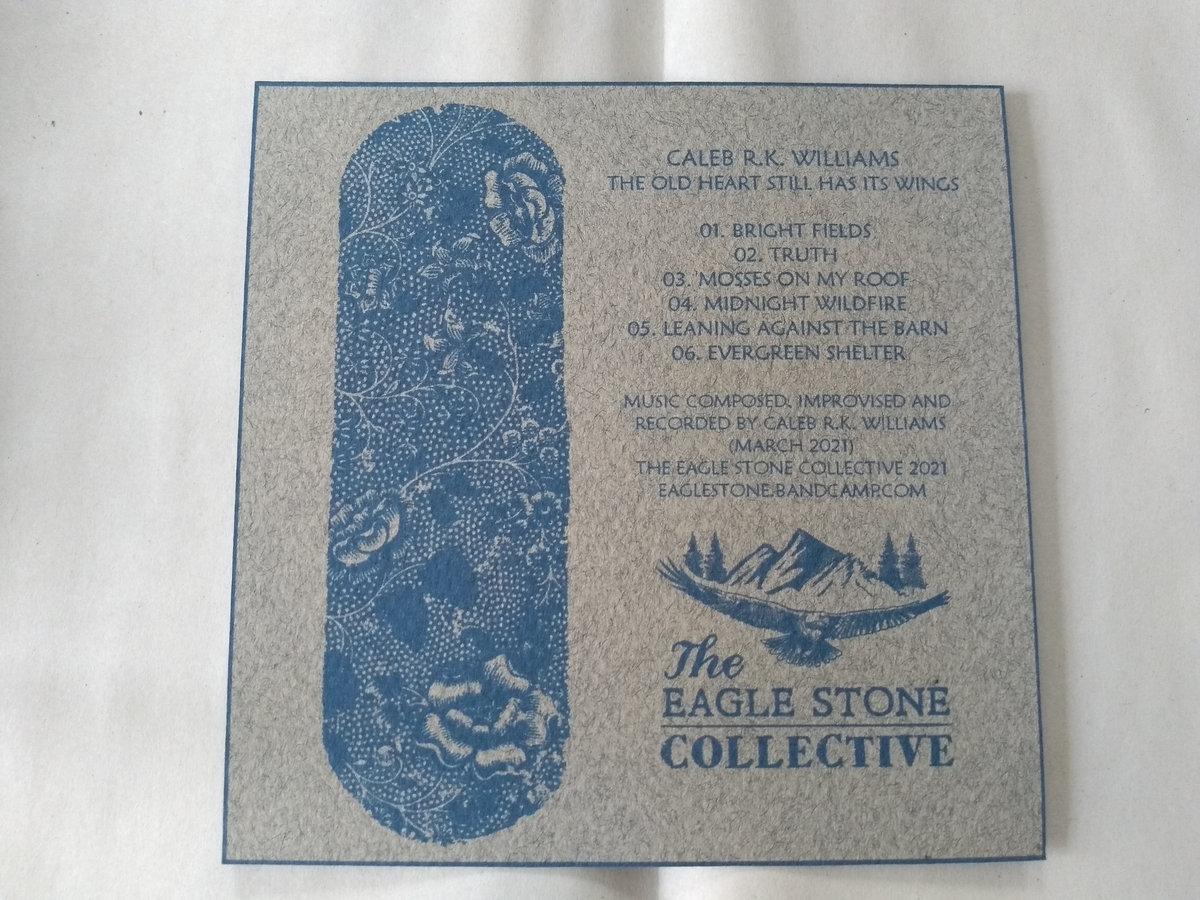 CALEB R.K. WILLIAMS
THE OLD HEART STILL HAS ITS WINGS
01. BRIGHT FIELDS
02. TRUTH
03. MOSSES ON MY ROOF
04. MIDNIGHT WILDFIRE
05. LEANING AGAINST THE BARN
06. EVERGREEN SHELTER
MUSIC COMPOSED, IMPROVISED AND
RECORDED BY CALEB R.K. WILLIAMS
(MARCH 2021)
THE EAGLE STONE COLLECTIVE 2021
EAGLESTONE.BANDCAMP.COM
The
EAGLE STONE
COLLECTIVE